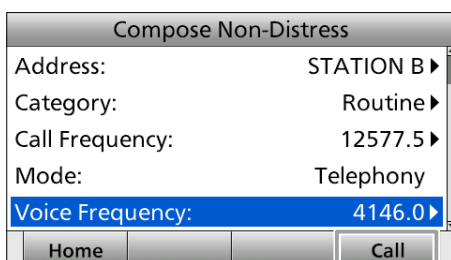 Compose Non-Distress
Address: STATION B
Category: Routine
Call Frequency: 12577.5
Mode: Telephony
Voice Frequency: 4146.0
Home Call